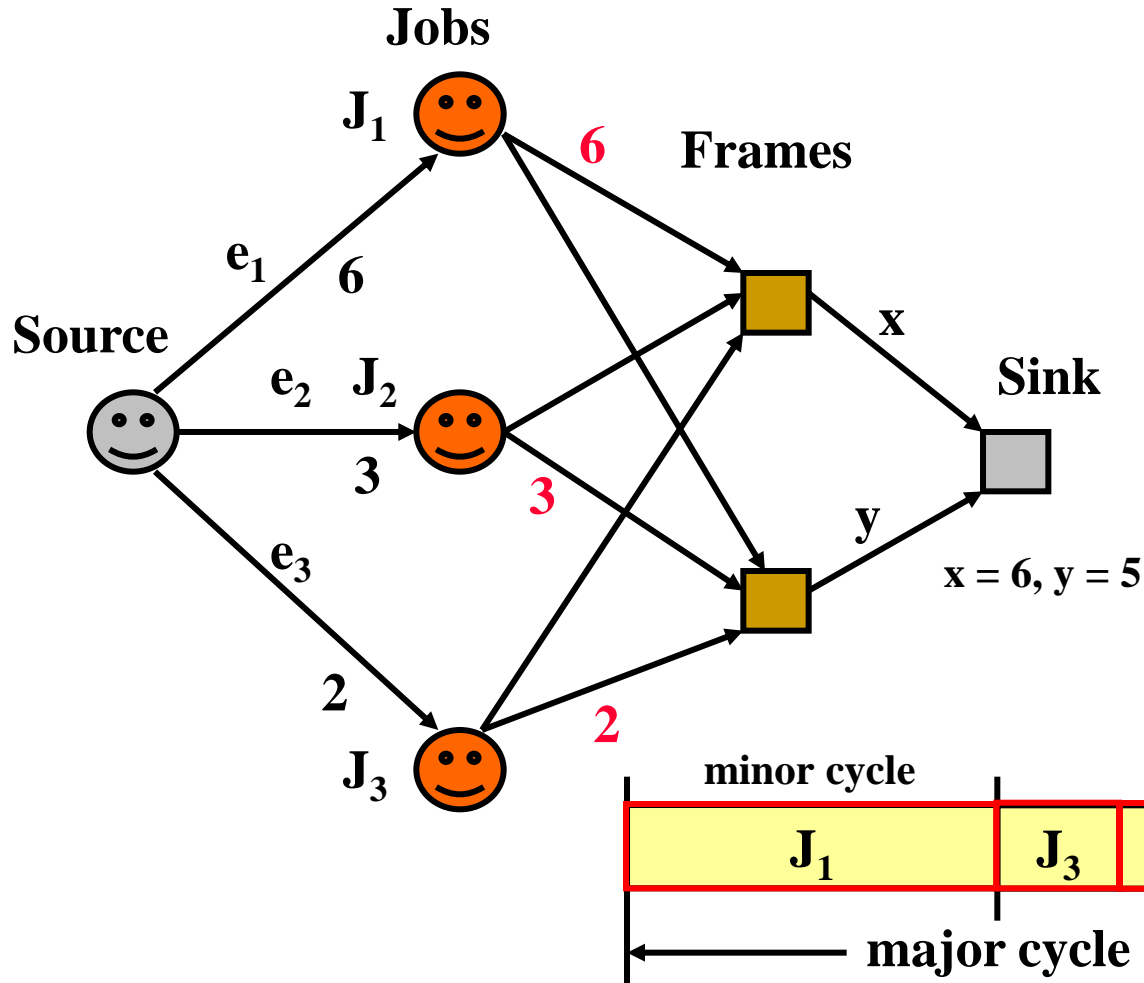 Jobs
J₁
6
Frames
e₁
6
x
Source
e₂
J₂
Sink
3
3
y
e₃
x = 6, y = 5
2
2
J₃
minor cycle
J₁
J₃
major cycle